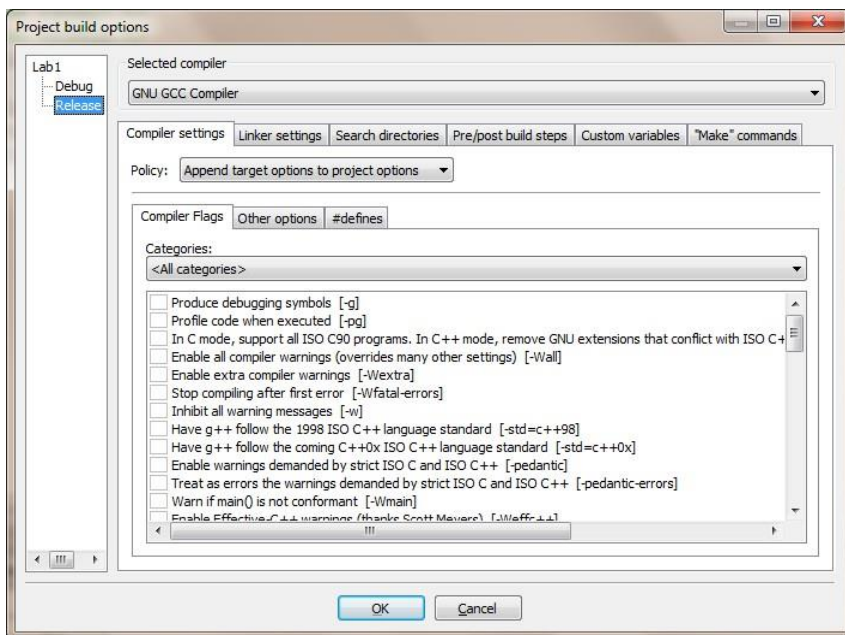 Project build options
Lab1
Debug
Release
Selected compiler
GNU GCC Compiler
Compiler settings Linker settings Search directories Pre/post build steps Custom variables "Make" commands
Policy: Append target options to project options
Compiler Flags Other options #defines
Categories:
<All categories>
Produce debugging symbols [-g]
Profile code when executed [-pg]
In C mode, support all ISO C90 programs. In C++ mode, remove GNU extensions that conflict with ISO C+
Enable all compiler warnings (overrides many other settings) [-Wall]
Enable extra compiler warnings [-Wextra]
Stop compiling after first error [-Wfatal-errors]
Inhibit all warning messages [-w]
Have g++ follow the 1998 ISO C++ language standard [-std=c++98]
Have g++ follow the coming C++0x ISO C++ language standard [-std=c++0x]
Enable warnings demanded by strict ISO C and ISO C++ [-pedantic]
Treat as errors the warnings demanded by strict ISO C and ISO C++ [-pedantic-errors]
Warn if main() is not conformant [-Wmain]
Enable Effective-C++ warnings (thanks Scott Meyers) [-Weffc++]
OK Cancel